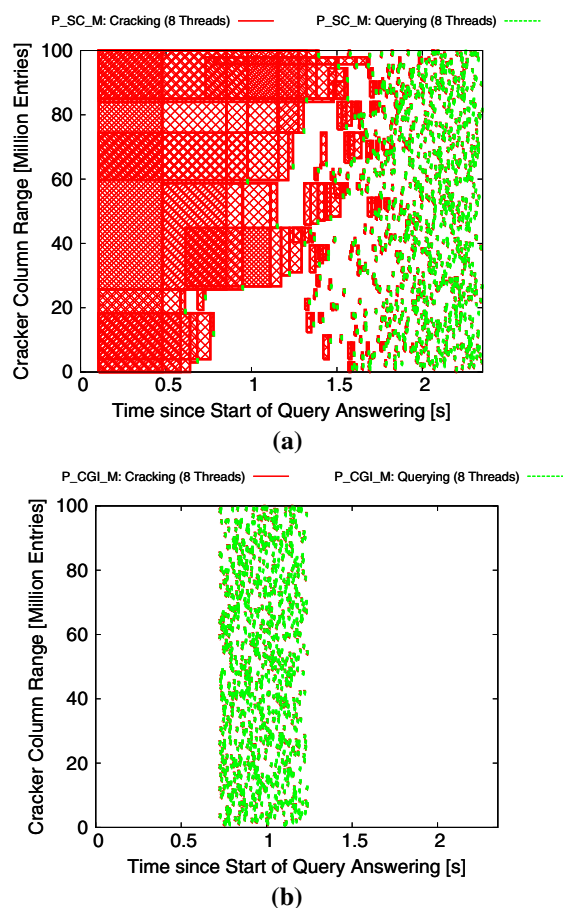 P_SC_M: Cracking (8 Threads) P_SC_M: Querying (8 Threads)
Cracker Column Range [Million Entries]
100
80
60
40
20
0
0 0.5 1 1.5 2
Time since Start of Query Answering [s]
(a)
P_CGI_M: Cracking (8 Threads) P_CGI_M: Querying (8 Threads)
Cracker Column Range [Million Entries]
100
80
60
40
20
0
0 0.5 1 1.5 2
Time since Start of Query Answering [s]
(b)